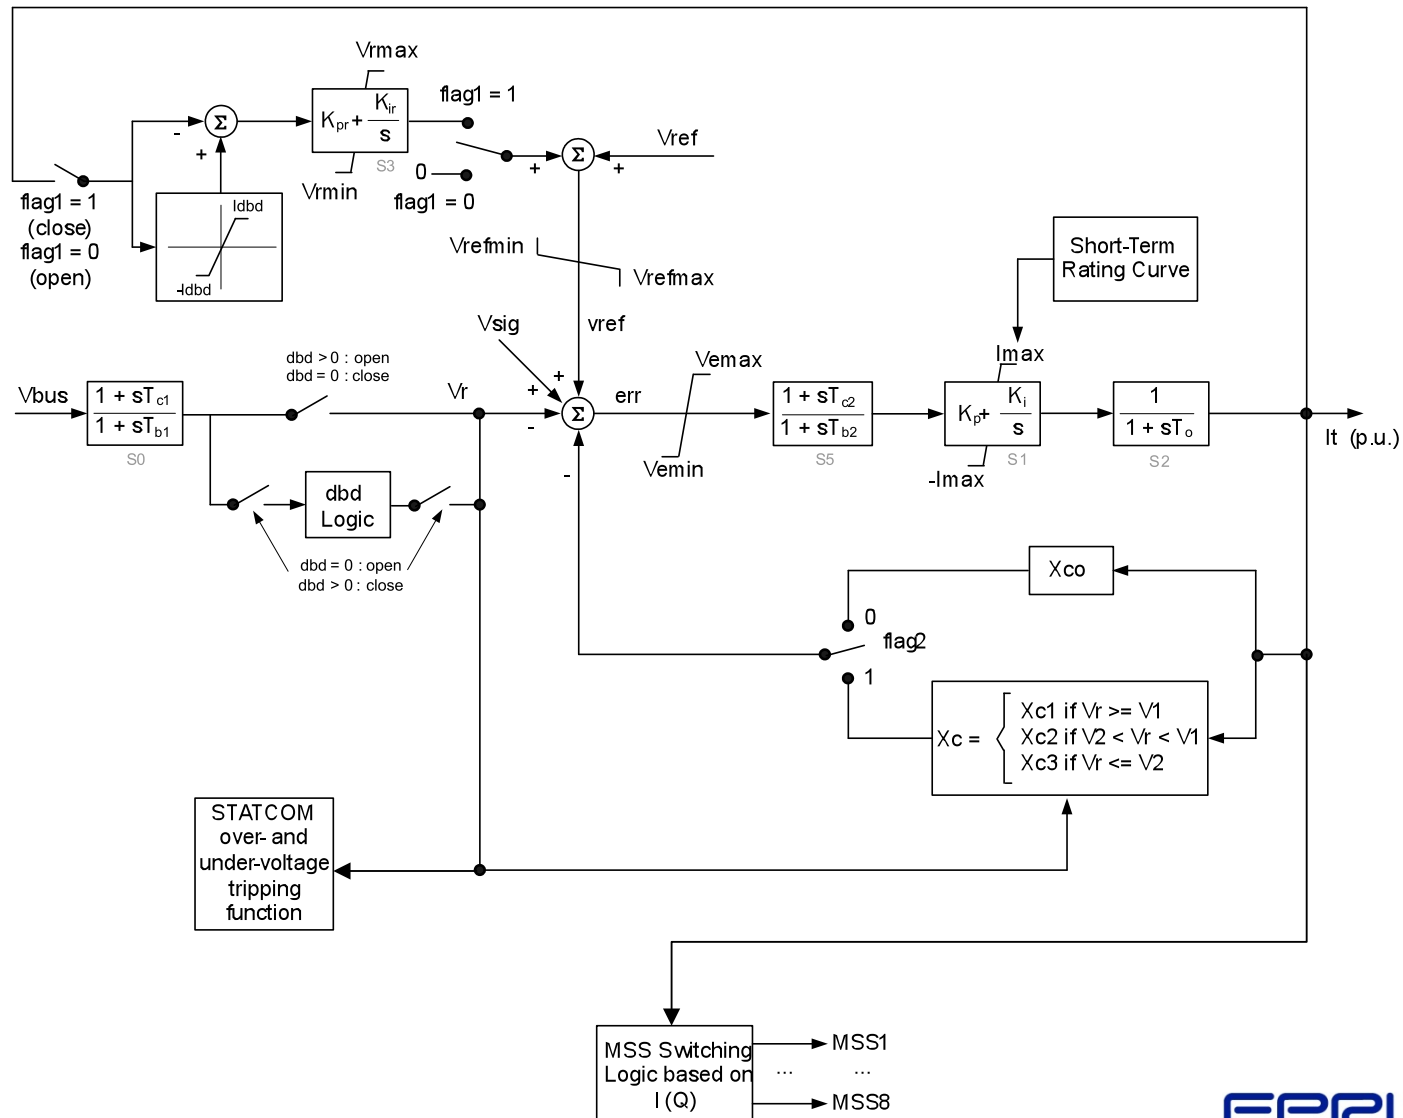 Vrmax
flag1 = 1
Kpr + Kir
s
Σ
-
+
S3
Vrmin
0
flag1 = 0
Σ
+
+
Vref
flag1 = 1
(close)
flag1 = 0
(open)
Idbd
-Idbd
Vrefmin
Vrefmax
Short-Term
Rating Curve
Vsig
vref
dbd > 0 : open
dbd = 0 : close
Vbus
1 + sTc1
1 + sTb1
S0
Vr
+
+
-
-
Σ
err
Vemax
Vemin
1 + sTc2
1 + sTb2
S5
Imax
Kp+ Ki
s
-Imax
S1
1
1 + sTo
S2
It (p.u.)
dbd
Logic
dbd = 0 : open
dbd > 0 : close
Xco
0
flag2
1
Xc =
Xc1 if Vr >= V1
Xc2 if V2 < Vr < V1
Xc3 if Vr <= V2
STATCOM
over- and
under-voltage
tripping
function
MSS Switching
Logic based on
I (Q)
MSS1
... ...
MSS8
EPRI